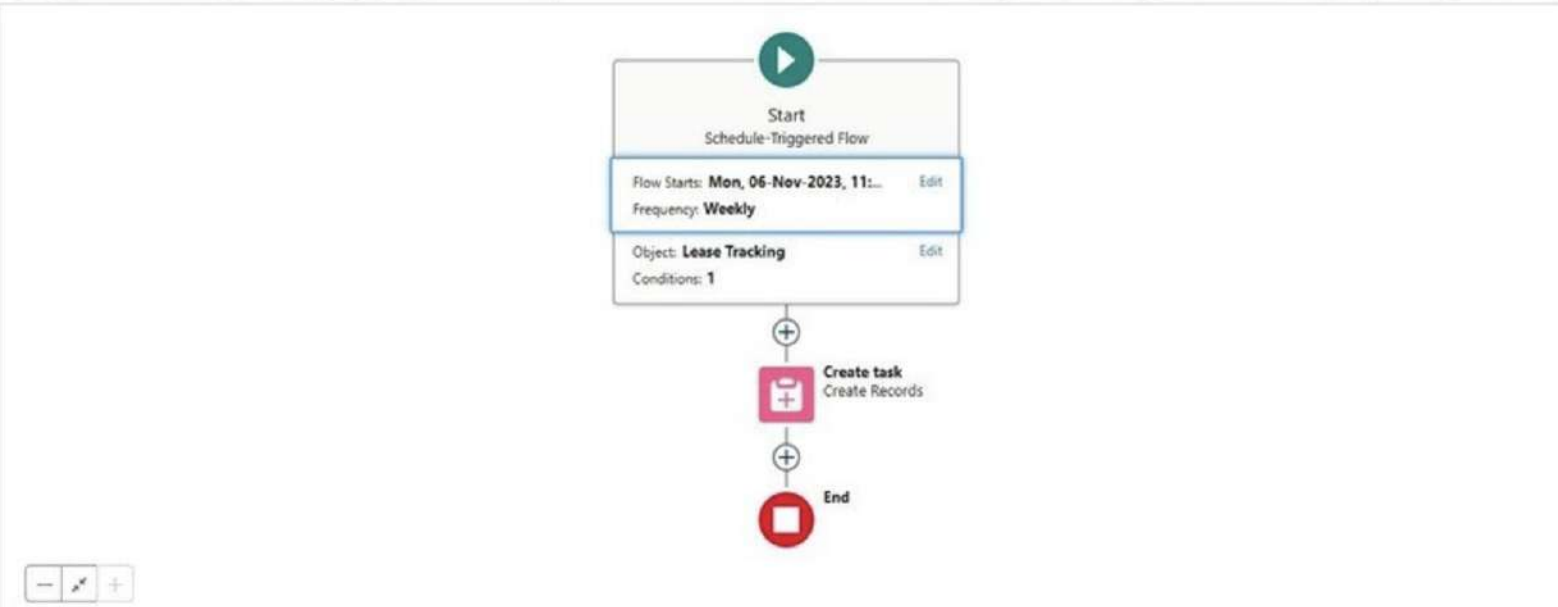 Start
Schedule-Triggered Flow
Flow Starts: Mon, 06-Nov-2023, 11:... Edit
Frequency: Weekly
Object: Lease Tracking Edit
Conditions: 1
Create task
Create Records
End